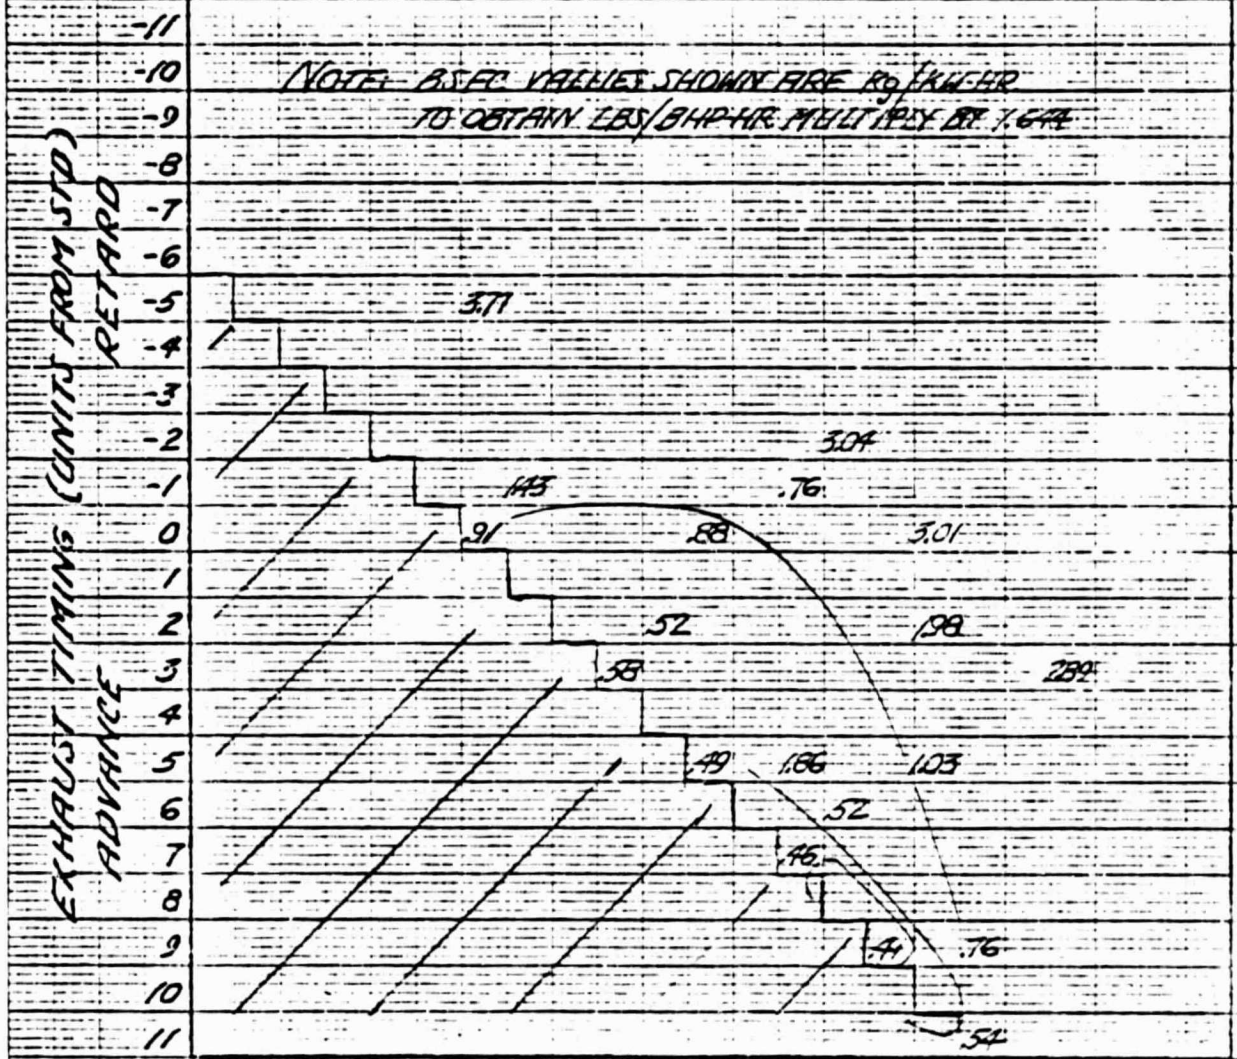 -11
-10
NOTE: BSFC VALUES SHOWN ARE Kg/KW-HR
-9
TO OBTAIN LBS/BHP-HR MULTIPLY BY 1.644
-8
-7
-6
-5 3.71
-4
-3
-2 3.04
-1 1.43 .76
0 .91 .88 3.01
1
2 .52 1.98
3 .58 2.89
4
5 .49 1.86 1.03
6 .52
7 .46
8
9 .41 .76
10
11 .54
EXHAUST TIMING (UNITS FROM STD)
ADVANCE RETARD